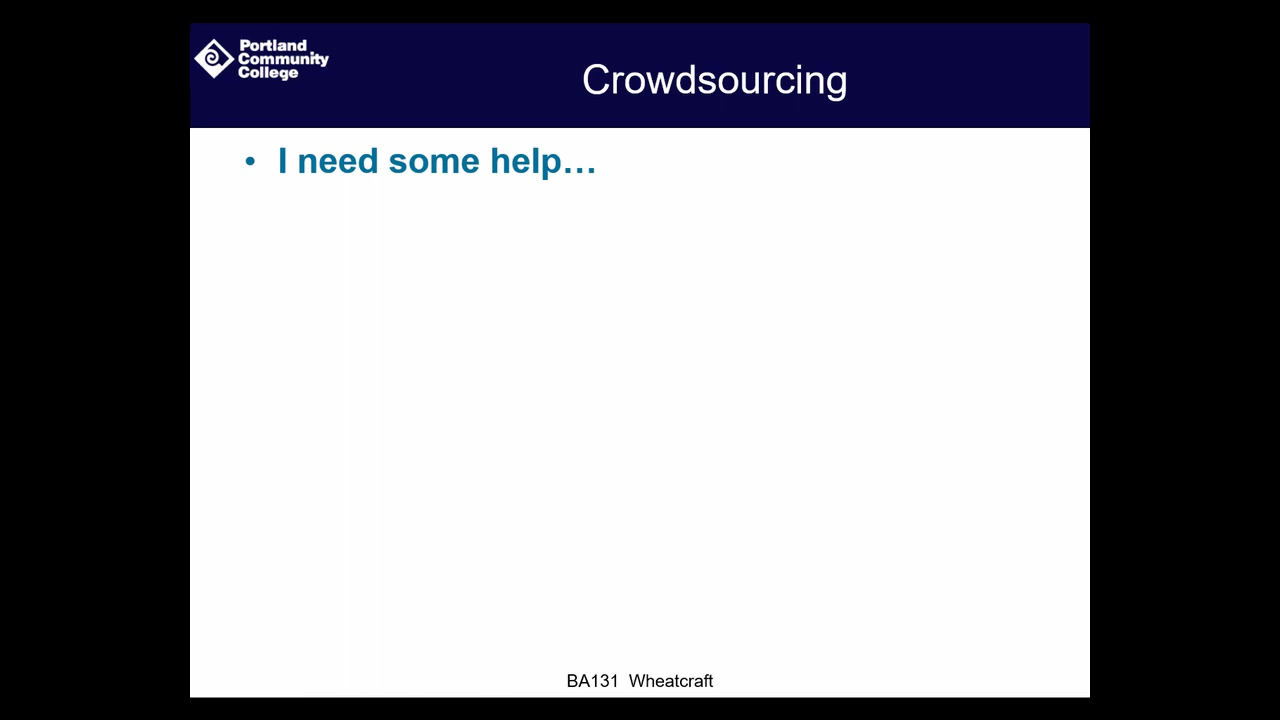 Portland
Community
College
Crowdsourcing
• I need some help…
BA131 Wheatcraft